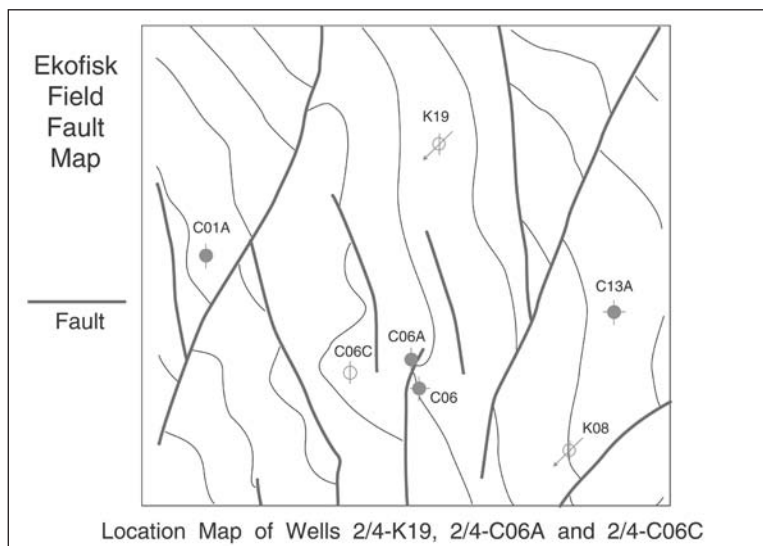 Ekofisk
Field
Fault
Map
Fault
K19
C01A
C13A
C06A
C06C
C06
K08
Location Map of Wells 2/4-K19, 2/4-C06A and 2/4-C06C